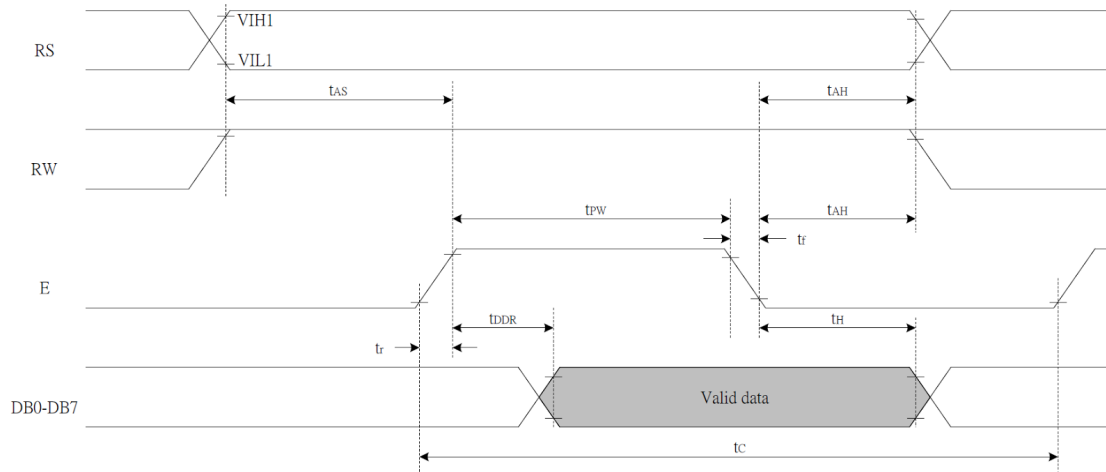 VIH1
RS
VIL1
tAS
tAH
RW
tPW
tAH
tf
E
tDDR
tH
tr
Valid data
DB0-DB7
tC